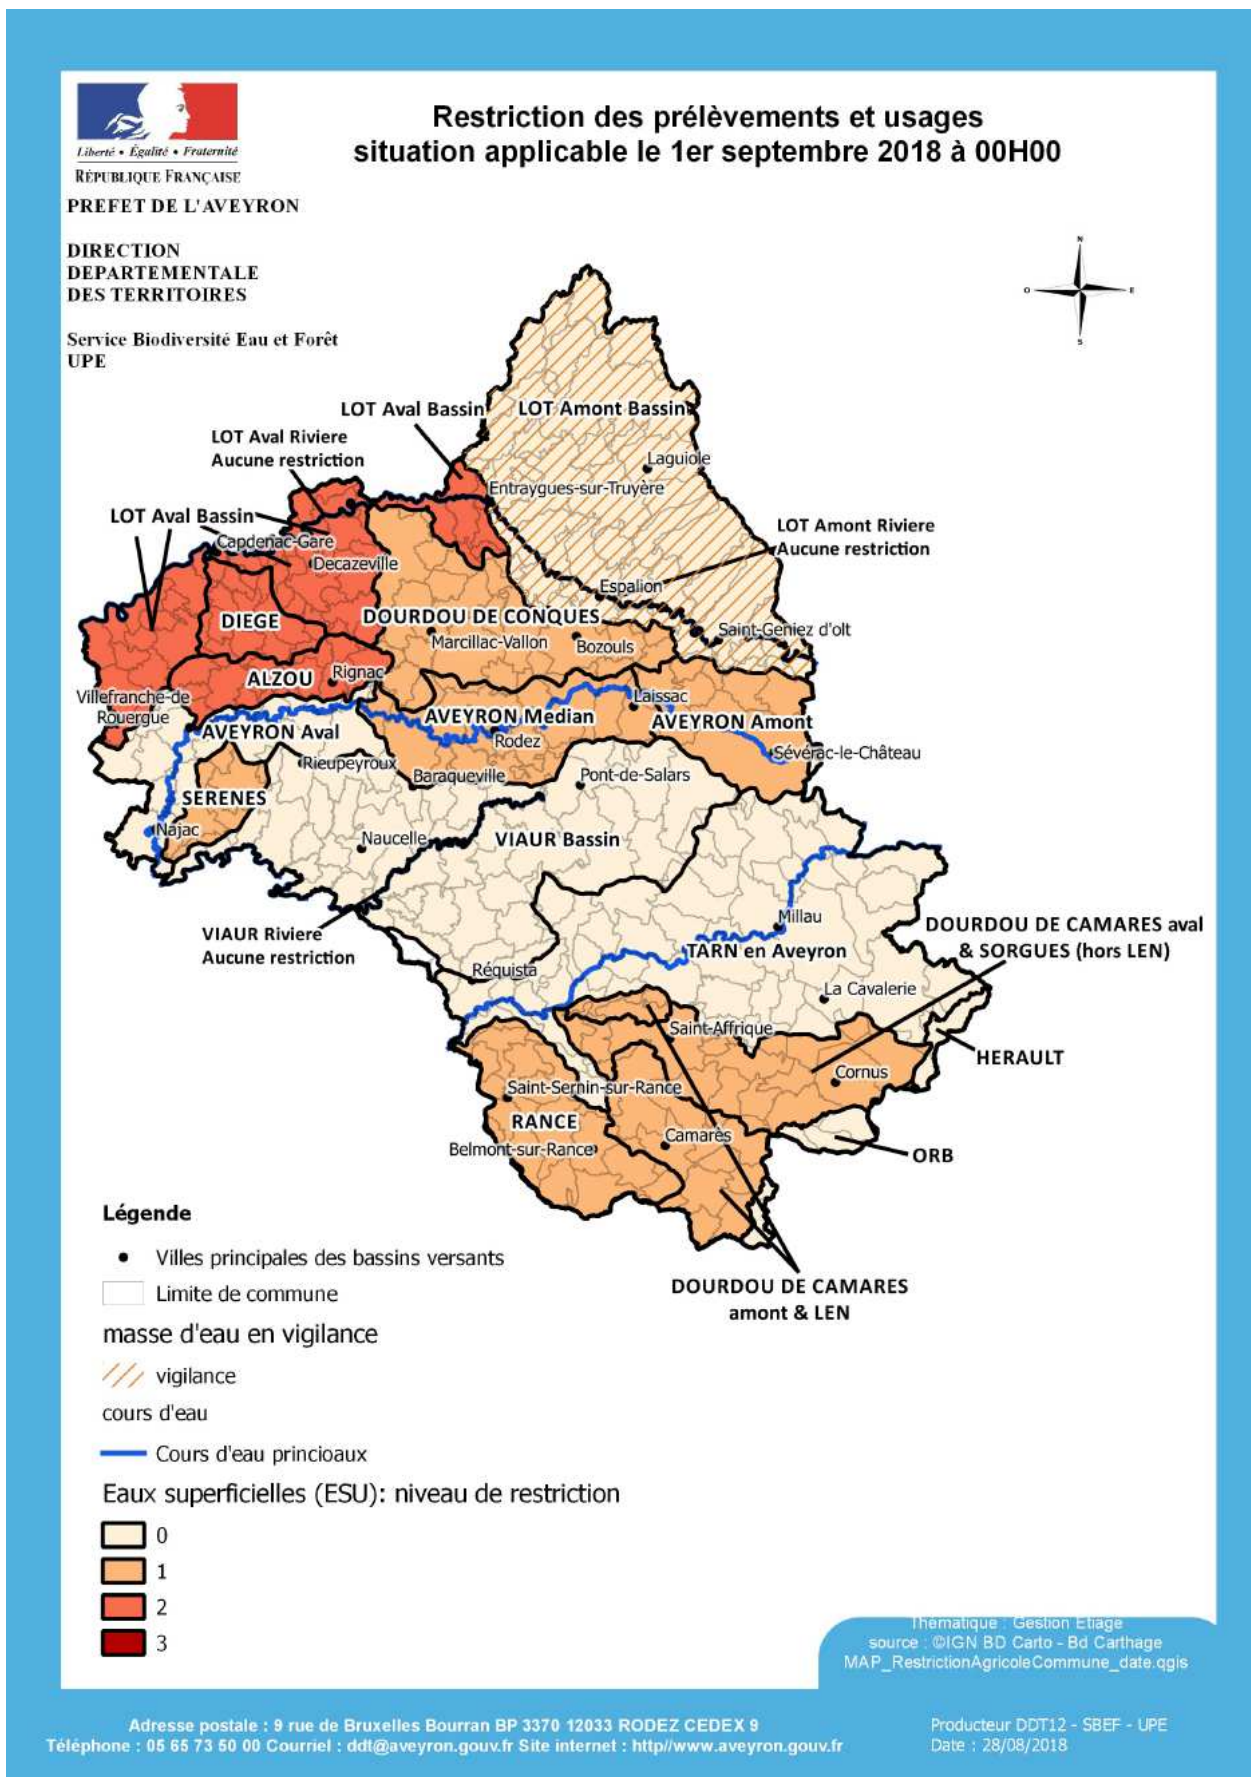 Liberté • Égalité • Fraternité
RÉPUBLIQUE FRANÇAISE
PREFET DE L'AVEYRON
DIRECTION
DEPARTEMENTALE
DES TERRITOIRES
Service Biodiversité Eau et Forêt
UPE
Restriction des prélèvements et usages
situation applicable le 1er septembre 2018 à 00H00
N
O
E
S
LOT Aval Bassin
LOT Amont Bassin
LOT Aval Riviere
Aucune restriction
Laguiole
Entraygues-sur-Truyère
LOT Aval Bassin
Capdenac-Gare
Decazeville
LOT Amont Riviere
Aucune restriction
Espalion
DIEGE
DOURDOU DE CONQUES
Marcillac-Vallon
Bozouls
Saint-Geniez d'olt
ALZOU
Rignac
Villefranche-de
Rouergue
Laissac
AVEYRON Median
AVEYRON Amont
AVEYRON Aval
Rodez
Sévérac-le-Château
Rieupeyroux
Baraqueville
Pont-de-Salars
SERENES
Najac
Naucelle
VIAUR Bassin
Millau
VIAUR Riviere
Aucune restriction
TARN en Aveyron
DOURDOU DE CAMARES aval
& SORGUES (hors LEN)
Réquista
La Cavalerie
Saint-Affrique
HERAULT
Cornus
Saint-Sernin-sur-Rance
RANCE
Camarès
Belmont-sur-Rance
ORB
DOURDOU DE CAMARES
amont & LEN
Légende
Villes principales des bassins versants
Limite de commune
masse d'eau en vigilance
vigilance
cours d'eau
Cours d'eau princioaux
Eaux superficielles (ESU): niveau de restriction
0
1
2
3
Thématique : Gestion Etiage
source : ©IGN BD Carto - Bd Carthage
MAP_RestrictionAgricoleCommune_date.qgis
Adresse postale : 9 rue de Bruxelles Bourran BP 3370 12033 RODEZ CEDEX 9
Téléphone : 05 65 73 50 00 Courriel : ddt@aveyron.gouv.fr Site internet : http//www.aveyron.gouv.fr
Producteur DDT12 - SBEF - UPE
Date : 28/08/2018